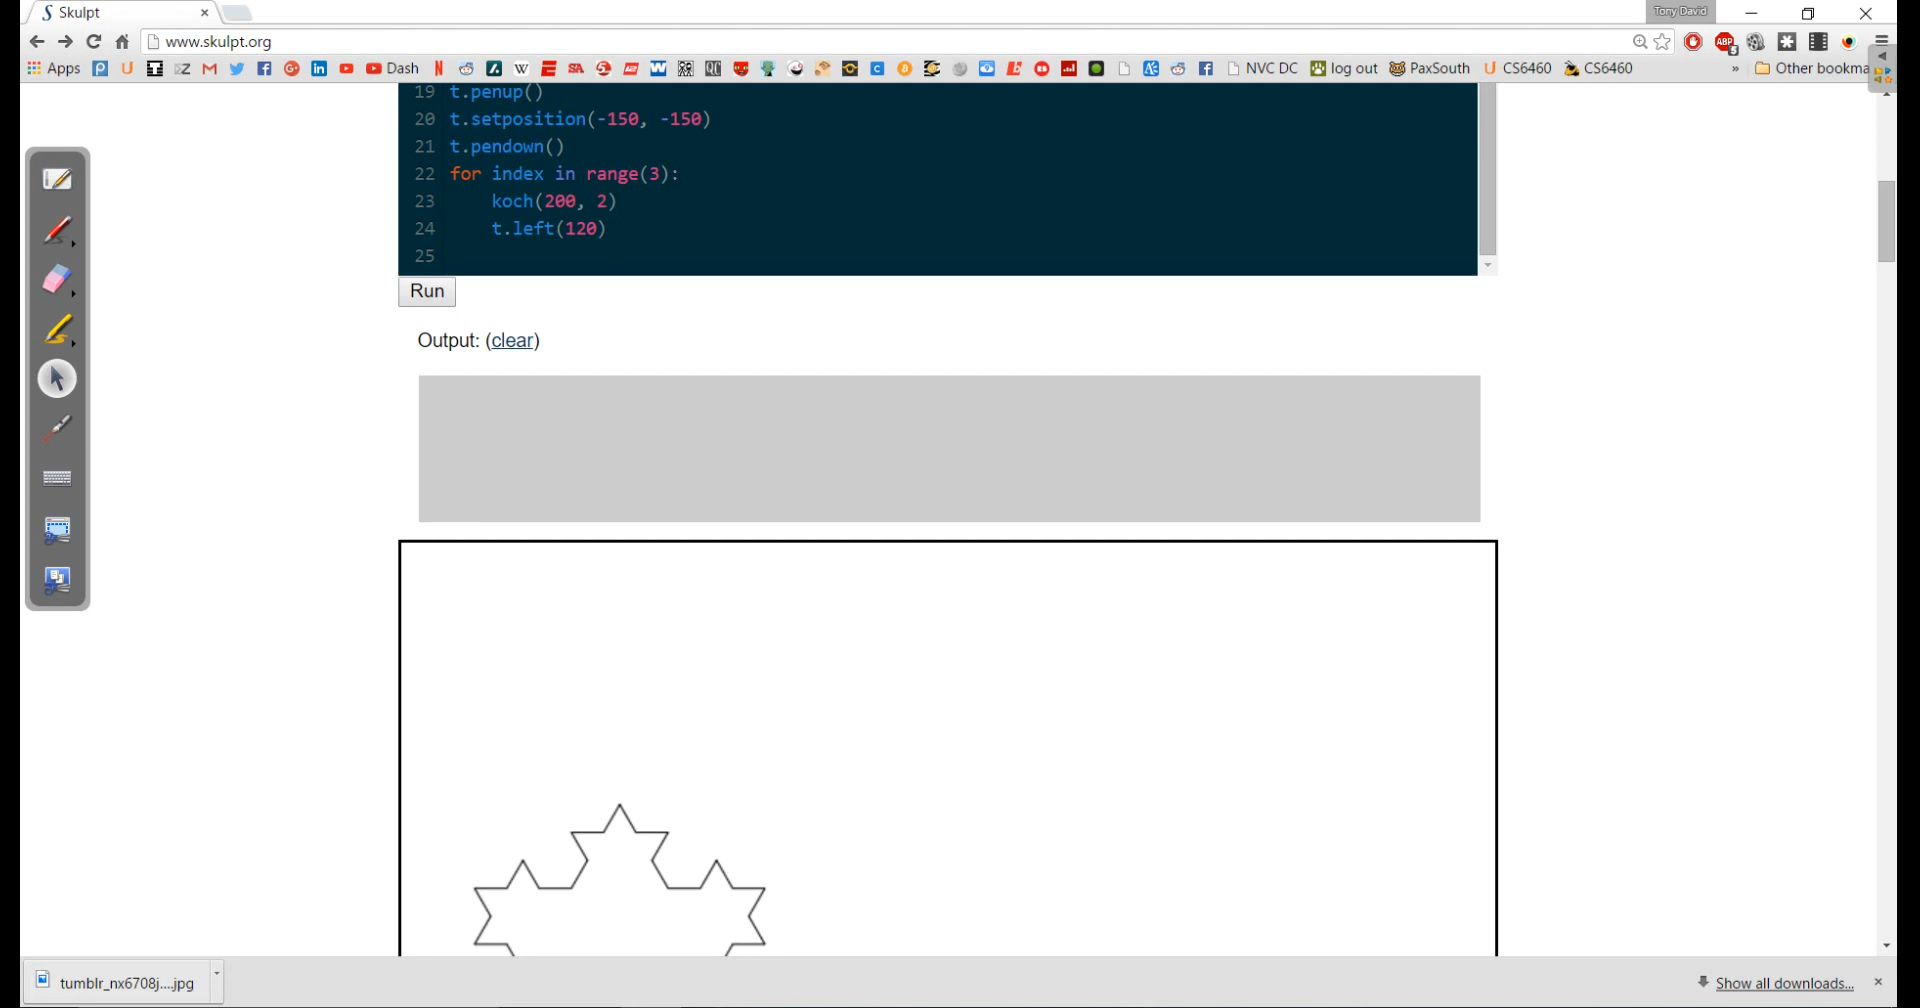 Skulpt
Tony David
www.skulpt.org
Apps Dash NVC DC log out PaxSouth CS6460 CS6460 » Other bookma
19 t.penup()
20 t.setposition(-150, -150)
21 t.pendown()
22 for index in range(3):
23 koch(200, 2)
24 t.left(120)
25
Run
Output: (clear)
tumblr_nx6708j....jpg
Show all downloads...